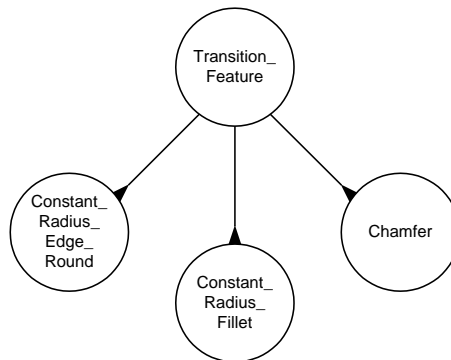 Transition_
Feature
Constant_
Radius_
Edge_
Round
Constant_
Radius_
Fillet
Chamfer